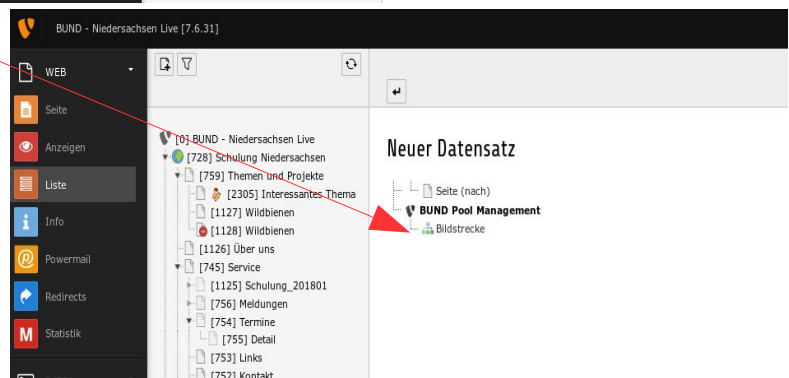 BUND - Niedersachsen Live [7.6.31]
WEB
Seite
Anzeigen
Liste
Info
Powermail
Redirects
M Statistik
[0] BUND - Niedersachsen Live
[728] Schulung Niedersachsen
[759] Themen und Projekte
[2305] Interessantes Thema
[1127] Wildbienen
[1128] Wildbienen
[1126] Über uns
[745] Service
[1125] Schulung_201801
[756] Meldungen
[754] Termine
[755] Detail
[753] Links
[752] Kontakt
Neuer Datensatz
Seite (nach)
BUND Pool Management
Bildstrecke